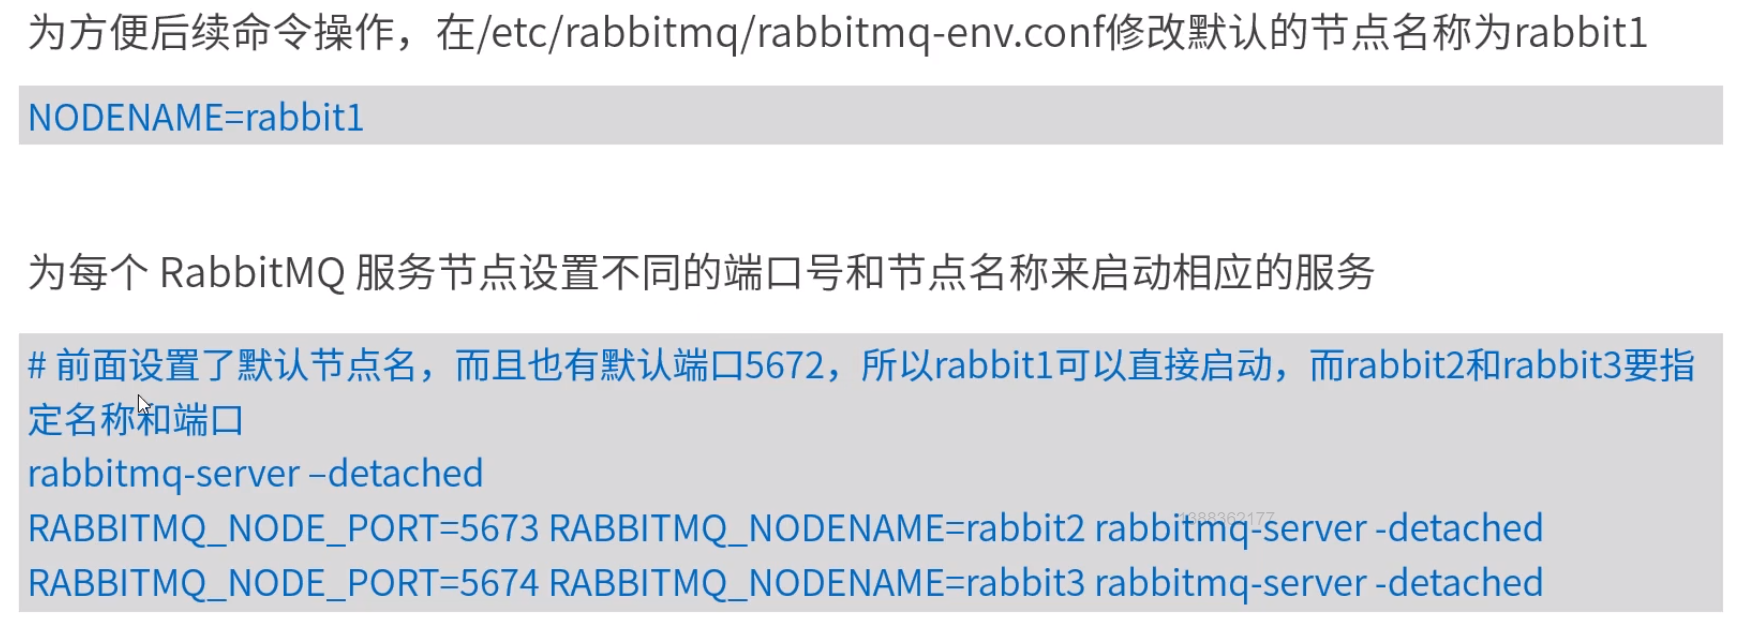 为方便后续命令操作，在/etc/rabbitmq/rabbitmq-env.conf修改默认的节点名称为rabbit1
NODENAME=rabbit1
为每个 RabbitMQ 服务节点设置不同的端口号和节点名称来启动相应的服务
# 前面设置了默认节点名，而且也有默认端口5672，所以rabbit1可以直接启动，而rabbit2和rabbit3要指
定名称和端口
rabbitmq-server –detached
RABBITMQ_NODE_PORT=5673 RABBITMQ_NODENAME=rabbit2 rabbitmq-server -detached
1388362177
RABBITMQ_NODE_PORT=5674 RABBITMQ_NODENAME=rabbit3 rabbitmq-server -detached